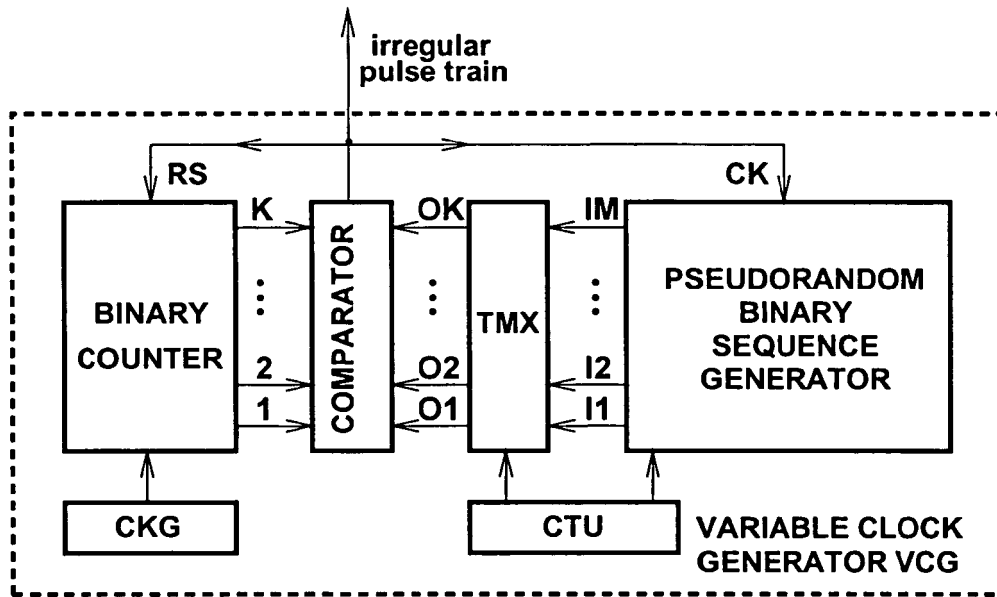 irregular
pulse train
RS
CK
K
OK
IM
BINARY
COUNTER
COMPARATOR
TMX
PSEUDORANDOM
BINARY
SEQUENCE
GENERATOR
2
O2
I2
1
O1
I1
CKG
CTU
VARIABLE CLOCK
GENERATOR VCG